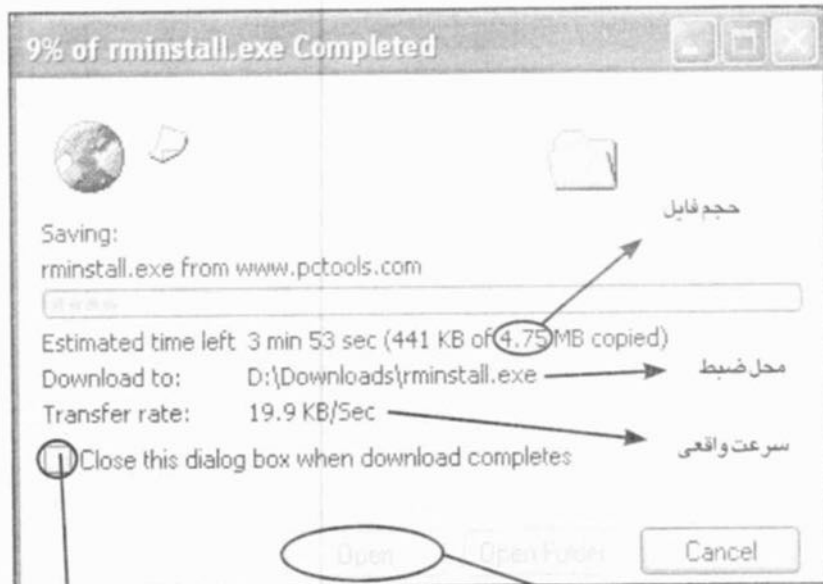 9% of rminstall.exe Completed
حجم فایل
Saving:
rminstall.exe from www.pctools.com
Estimated time left 3 min 53 sec (441 KB of 4.75 MB copied)
Download to: D:\Downloads\rminstall.exe
محل ضبط
Transfer rate: 19.9 KB/Sec
سرعت واقعی
Close this dialog box when download completes
Open Open Folder Cancel